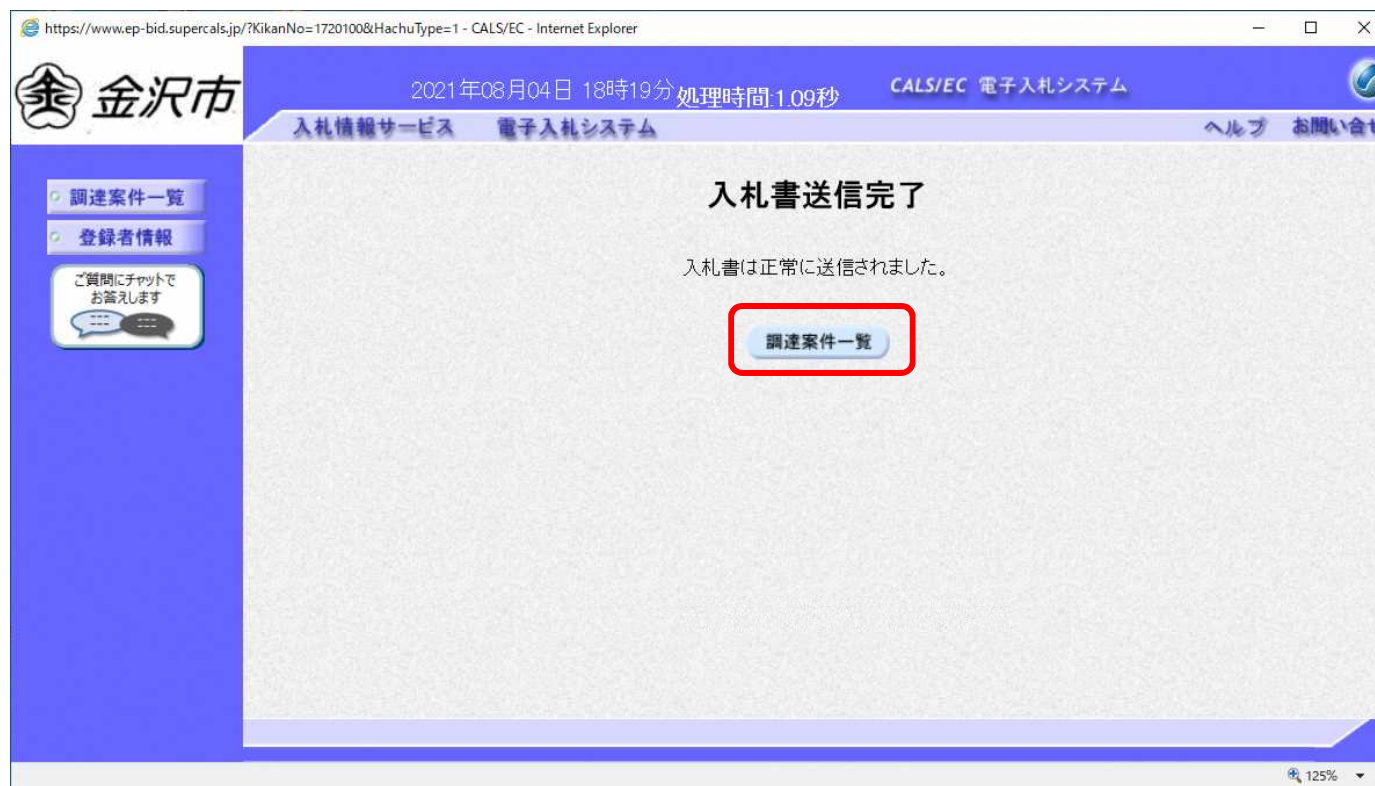 https://www.ep-bid.supercals.jp/?KikanNo=1720100&HachuType=1 - CALS/EC - Internet Explorer
金沢市
2021年08月04日 18時19分 処理時間:1.09秒
CALS/EC 電子入札システム
入札情報サービス 電子入札システム ヘルプ お問い合せ
調達案件一覧
登録者情報
ご質問にチャットで
お答えします
入札書送信完了
入札書は正常に送信されました。
調達案件一覧
125%